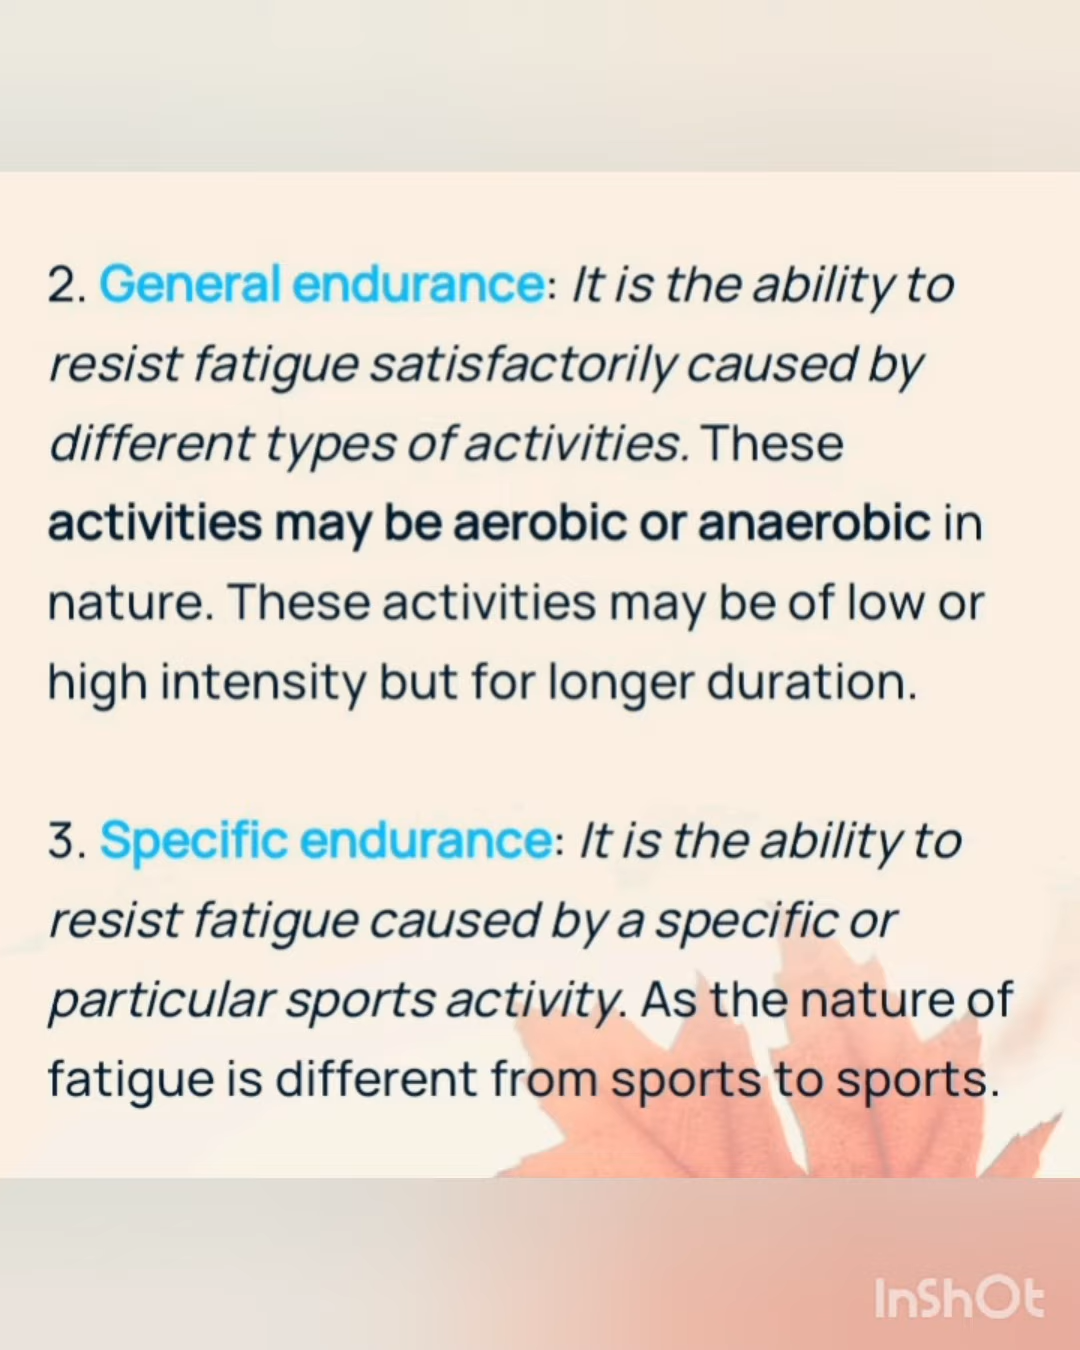 2. General endurance: It is the ability to
resist fatigue satisfactorily caused by
different types of activities. These
activities may be aerobic or anaerobic in
nature. These activities may be of low or
high intensity but for longer duration.
3. Specific endurance: It is the ability to
resist fatigue caused by a specific or
particular sports activity. As the nature of
fatigue is different from sports to sports.
InShOt